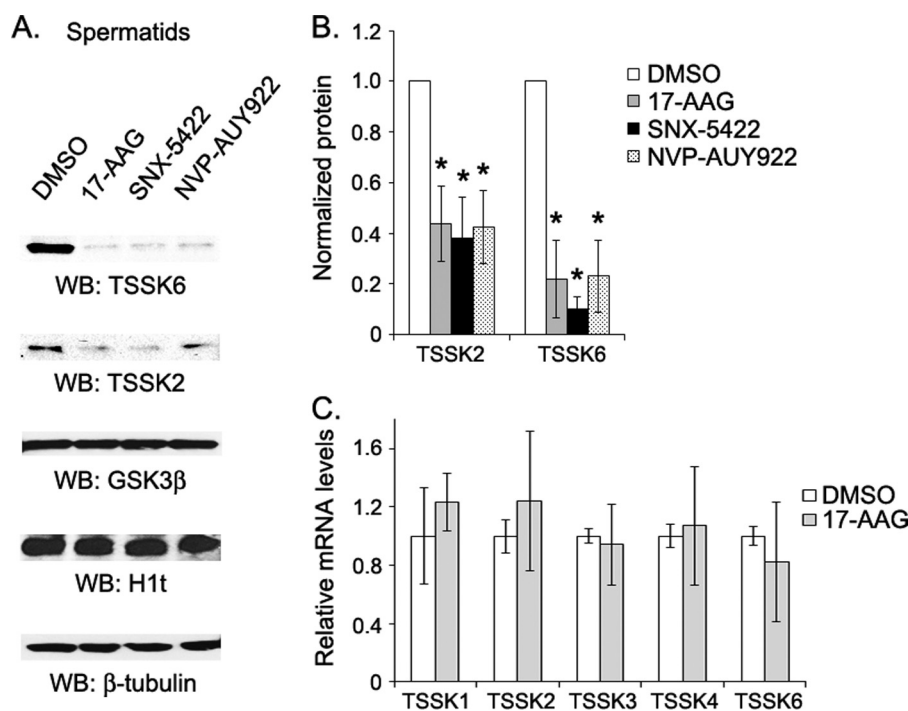 A. Spermatids
DMSO
17-AAG
SNX-5422
NVP-AUY922
WB: TSSK6
WB: TSSK2
WB: GSK3β
WB: H1t
WB: β-tubulin
B.
Normalized protein
1.2
1.0
0.8
0.6
0.4
0.2
0
* * *
* * *
TSSK2 TSSK6
DMSO
17-AAG
SNX-5422
NVP-AUY922
C.
Relative mRNA levels
1.6
1.2
0.8
0.4
0
TSSK1 TSSK2 TSSK3 TSSK4 TSSK6
DMSO
17-AAG